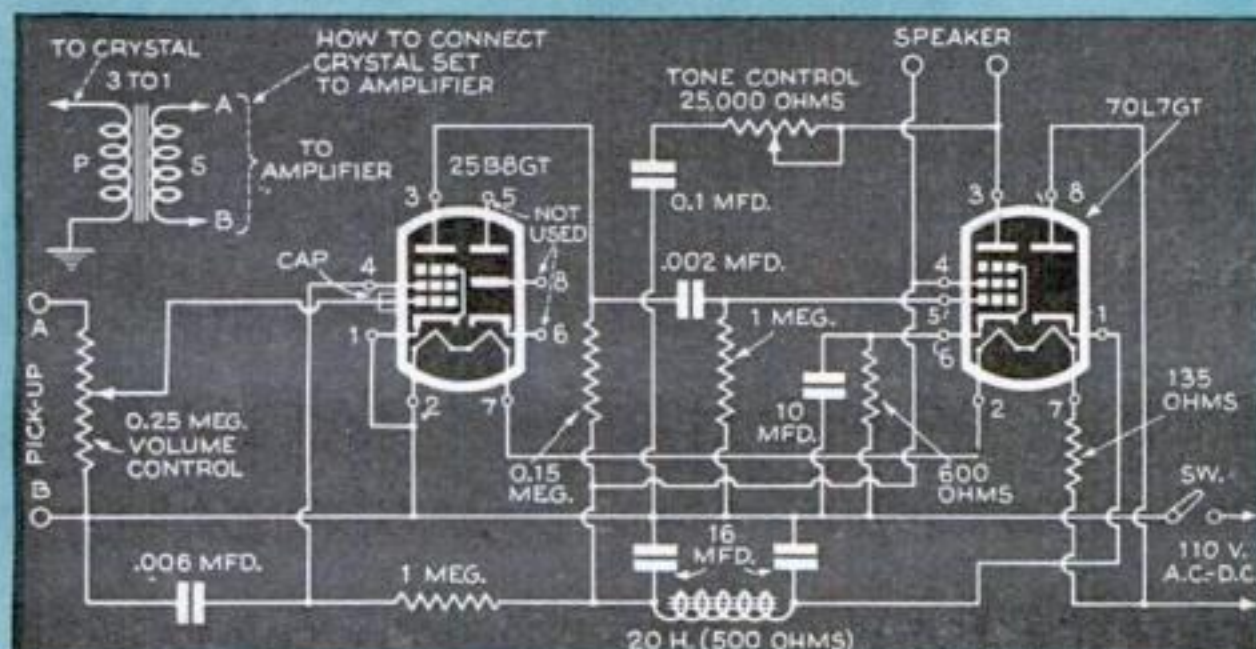 TO CRYSTAL
3 TO 1
HOW TO CONNECT
CRYSTAL SET
TO AMPLIFIER
A
P
S
B
TO
AMPLIFIER
SPEAKER
TONE CONTROL
25,000 OHMS
70L7GT
25B8GT
3
5
NOT
USED
0.1 MFD.
3
8
CAP
4
8
.002 MFD.
4
A
1
6
1 MEG.
5
6
1
PICK-UP
2
7
10
MFD.
2
7
135
OHMS
0.25 MEG.
VOLUME
CONTROL
0.15
MEG.
600
OHMS
B
SW.
.006 MFD.
1 MEG.
16
MFD.
110 V.
A.C.-D.C.
20 H. (500 OHMS)